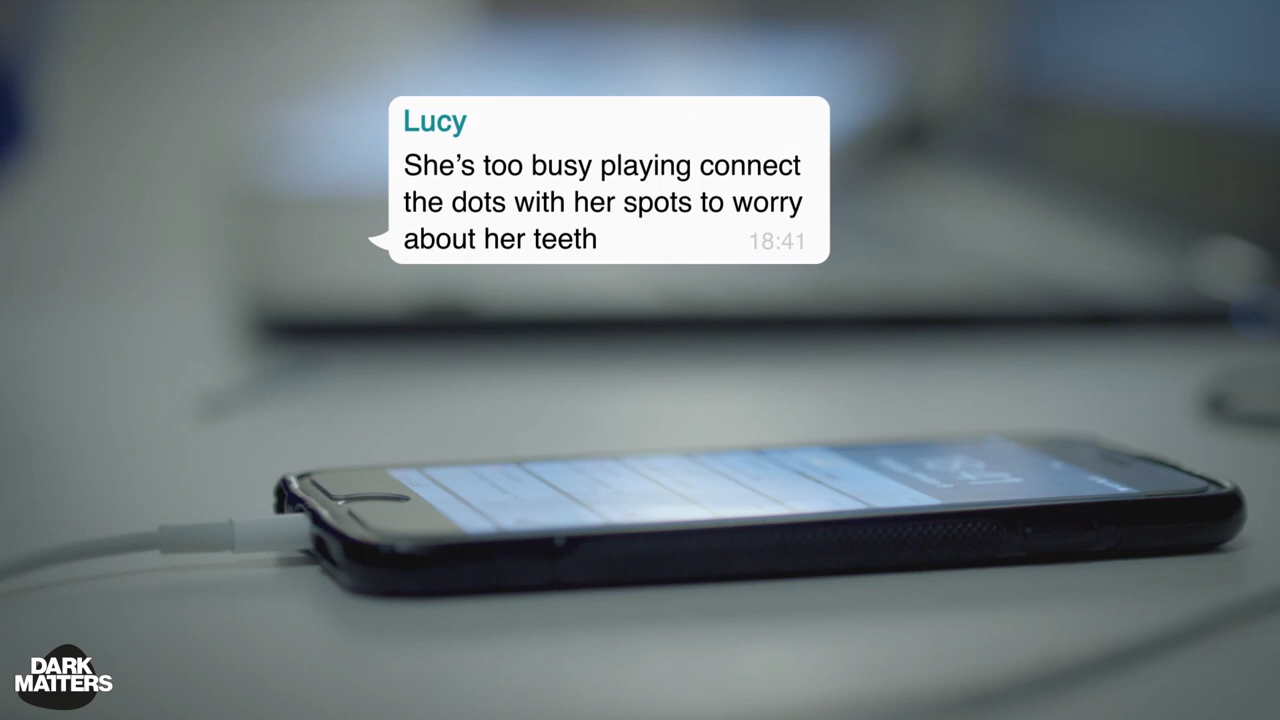 Lucy
She's too busy playing connect
the dots with her spots to worry
about her teeth
18:41
DARK
MATTERS